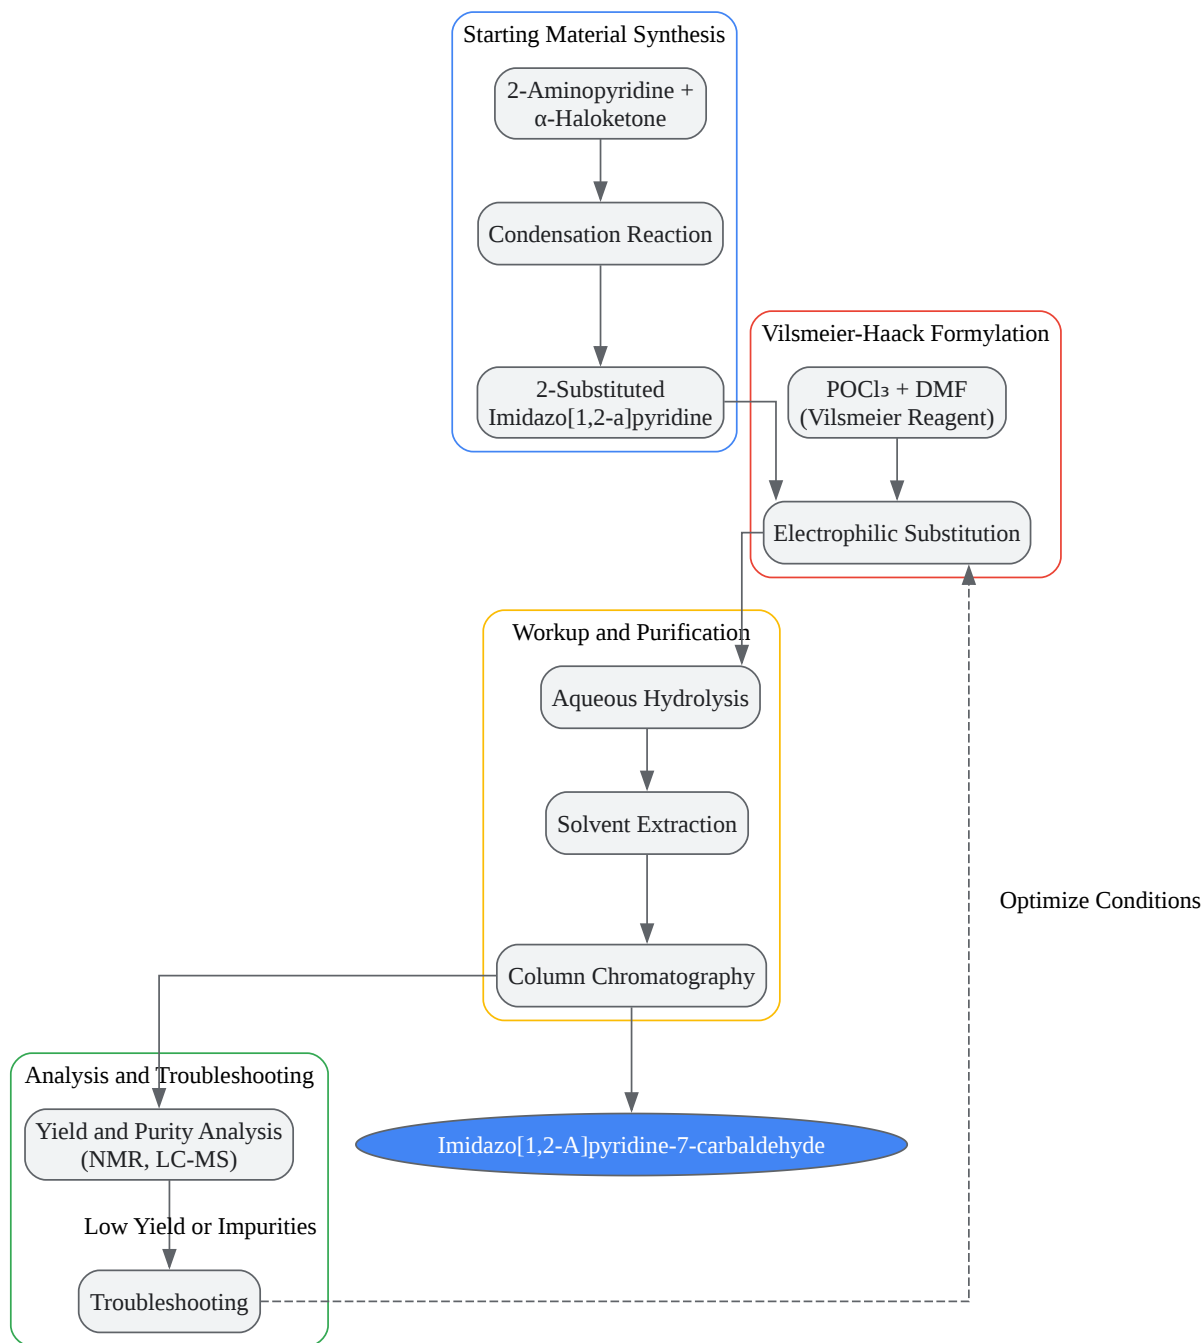 Starting Material Synthesis
2-Aminopyridine +
α-Haloketone
Condensation Reaction
2-Substituted
Imidazo[1,2-a]pyridine
Vilsmeier-Haack Formylation
POCl₃ + DMF
(Vilsmeier Reagent)
Electrophilic Substitution
Workup and Purification
Aqueous Hydrolysis
Solvent Extraction
Column Chromatography
Optimize Conditions
Analysis and Troubleshooting
Yield and Purity Analysis
(NMR, LC-MS)
Imidazo[1,2-A]pyridine-7-carbaldehyde
Low Yield or Impurities
Troubleshooting